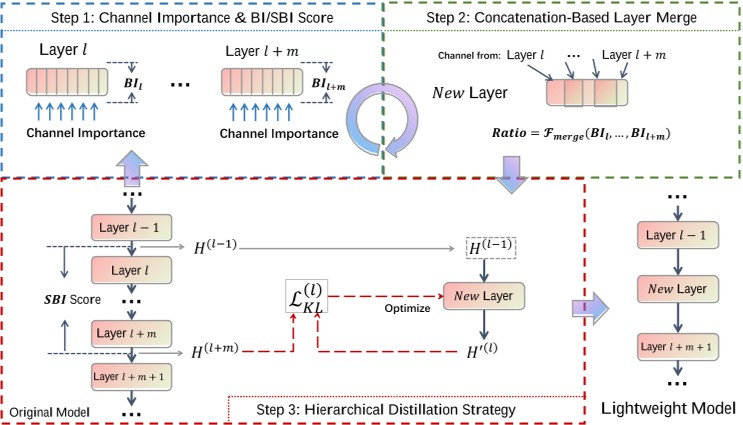 Step 1: Channel Importance & BI/SBI Score
Layer l
BI_l
...
Layer l + m
BI_{l+m}
Channel Importance
Channel Importance
Step 2: Concatenation-Based Layer Merge
Channel from: Layer l ... Layer l + m
New Layer
Ratio = F_merge(BI_l, ..., BI_{l+m})
...
Layer l − 1
H^(l−1)
H^(l−1)
Layer l
SBI Score
...
L_KL^(l)
Optimize
New Layer
Layer l + m
H^(l+m)
H'^(l)
Layer l + m + 1
Original Model
...
Step 3: Hierarchical Distillation Strategy
...
Layer l − 1
New Layer
Layer l + m + 1
...
Lightweight Model